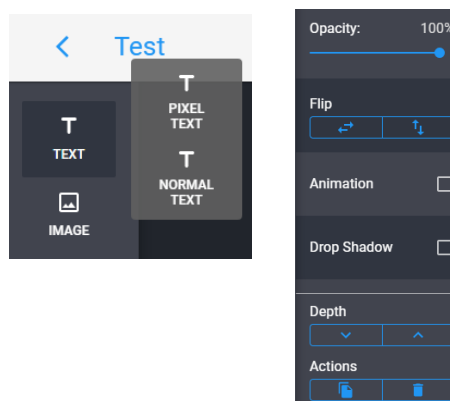 Test
T
PIXEL
TEXT
T
TEXT
T
NORMAL
TEXT
IMAGE
Opacity: 100%
Flip
Animation
Drop Shadow
Depth
Actions